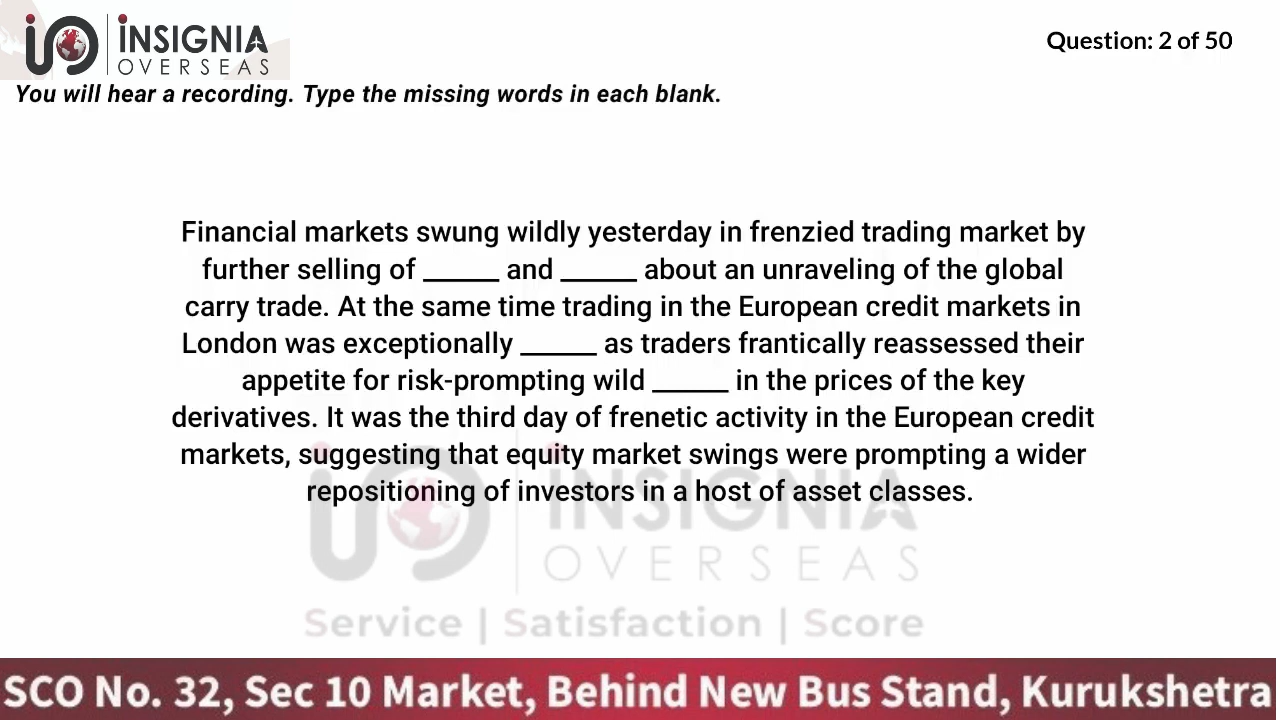 INSIGNIA
OVERSEAS
Question: 2 of 50
You will hear a recording. Type the missing words in each blank.
Financial markets swung wildly yesterday in frenzied trading market by
further selling of ______ and ______ about an unraveling of the global
carry trade. At the same time trading in the European credit markets in
London was exceptionally ______ as traders frantically reassessed their
appetite for risk-prompting wild ______ in the prices of the key
derivatives. It was the third day of frenetic activity in the European credit
markets, suggesting that equity market swings were prompting a wider
repositioning of investors in a host of asset classes.
INSIGNIA
OVERSEAS
Service | Satisfaction | Score
SCO No. 32, Sec 10 Market, Behind New Bus Stand, Kurukshetra